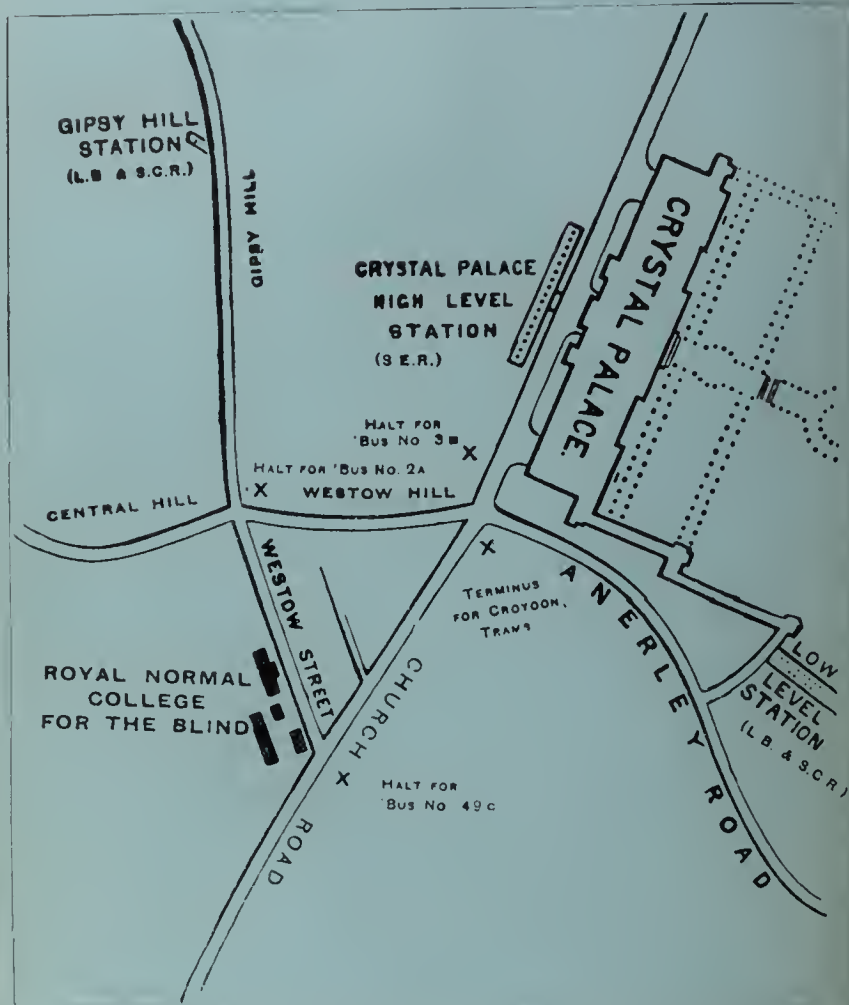 GIPSY HILL
STATION
(L.B & S.C.R.)
GIPSY HILL
CRYSTAL PALACE
HIGH LEVEL
STATION
(S E.R.)
CRYSTAL PALACE.
HALT FOR
'BUS NO 3
HALT FOR 'BUS NO. 2A
WESTOW HILL
CENTRAL HILL
WESTOW STREET
TERMINUS
FOR CROYDON,
TRAMS
ANERLEY ROAD
LOW
LEVEL
STATION
(L B. & S.C R)
ROYAL NORMAL
COLLEGE
FOR THE BLIND
CHURCH ROAD
HALT FOR
'BUS NO 49C